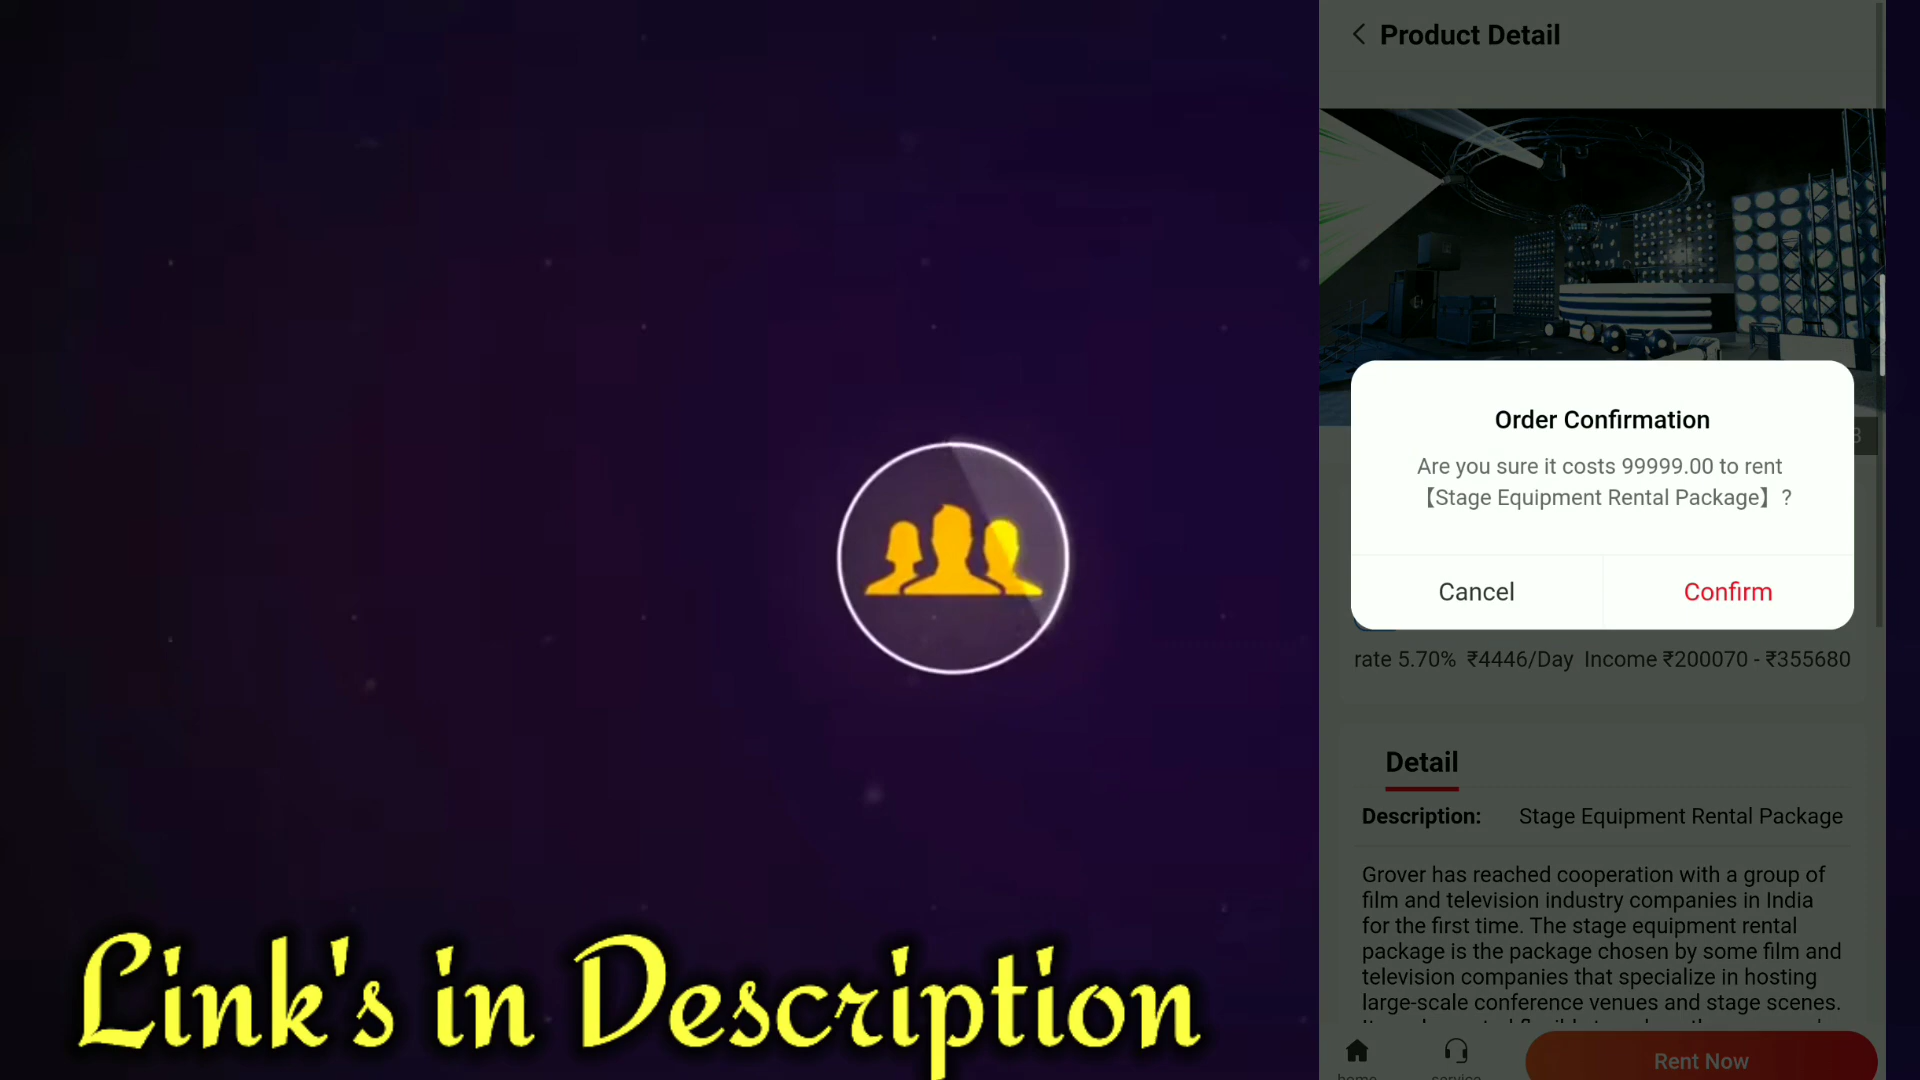 Product Detail
Order Confirmation
Are you sure it costs 99999.00 to rent
【Stage Equipment Rental Package】 ?
Cancel
Confirm
rate 5.70% ₹4446/Day Income ₹200070 - ₹355680
Detail
Description: Stage Equipment Rental Package
Grover has reached cooperation with a group of
film and television industry companies in India
for the first time. The stage equipment rental
package is the package chosen by some film and
television companies that specialize in hosting
large-scale conference venues and stage scenes.
Rent Now
Link's in Description